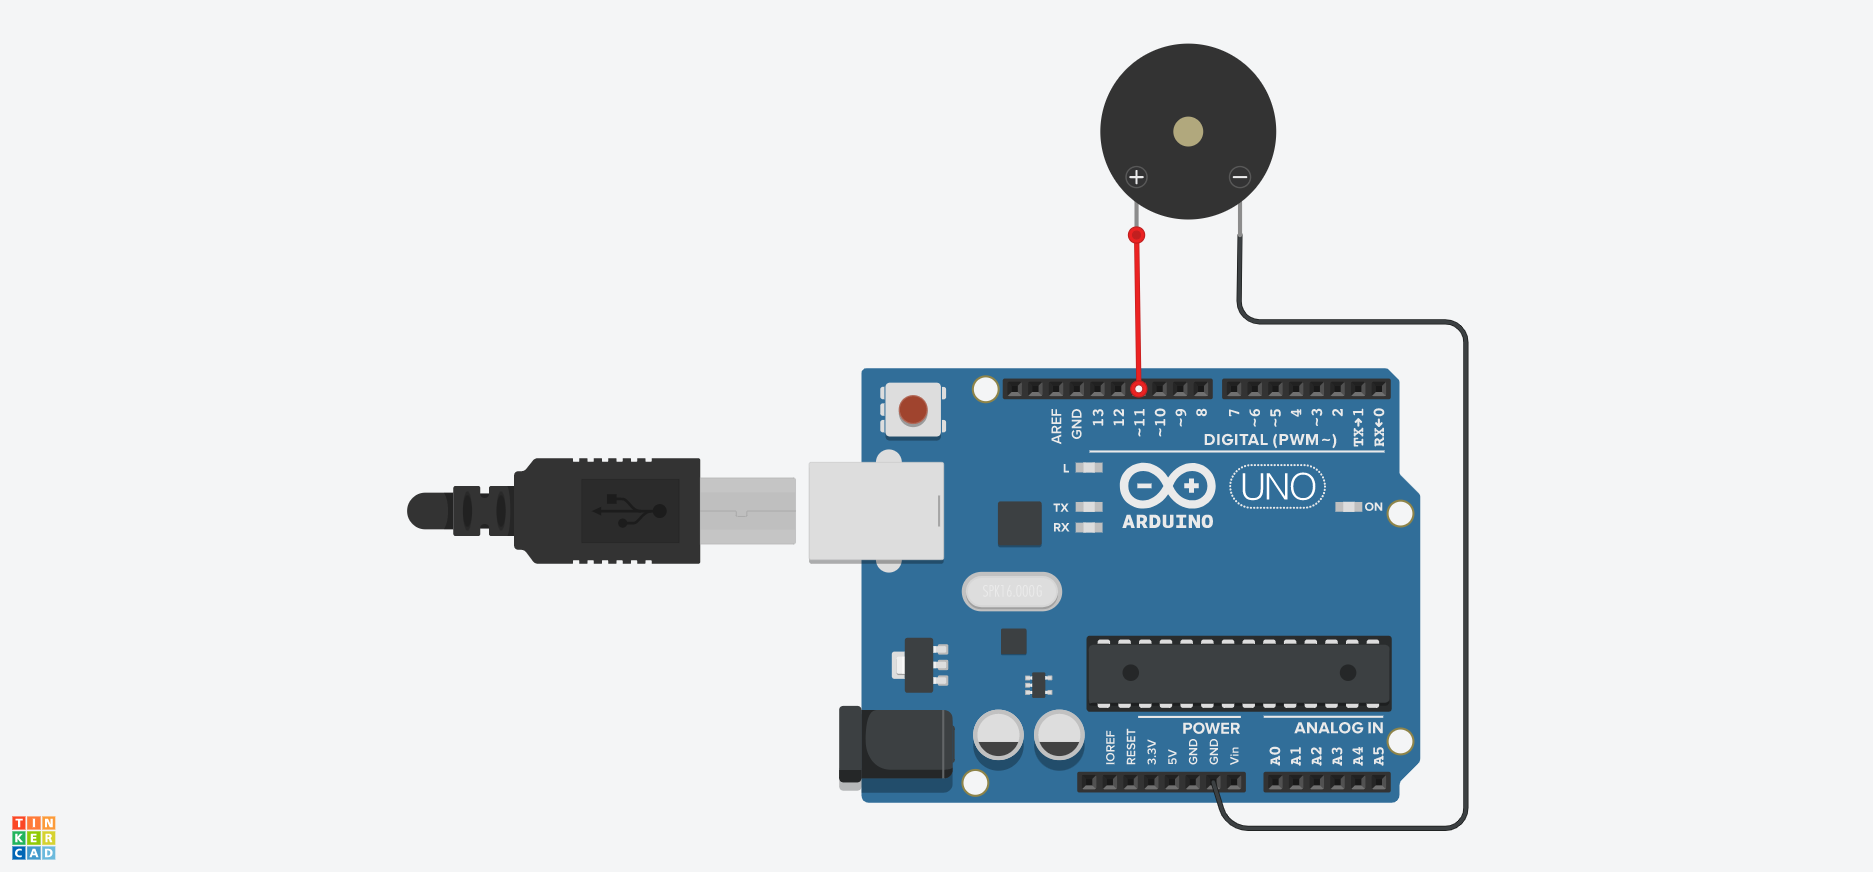 + −
AREF
GND
13
12
~11
~10
~9
8
7
~6
~5
4
~3
2
TX→1
RX←0
DIGITAL (PWM~)
L
TX
RX
− +
ARDUINO
UNO
ON
SPK16.000G
POWER
ANALOG IN
IOREF
RESET
3.3V
5V
GND
GND
Vin
A0
A1
A2
A3
A4
A5
TIN
KER
CAD